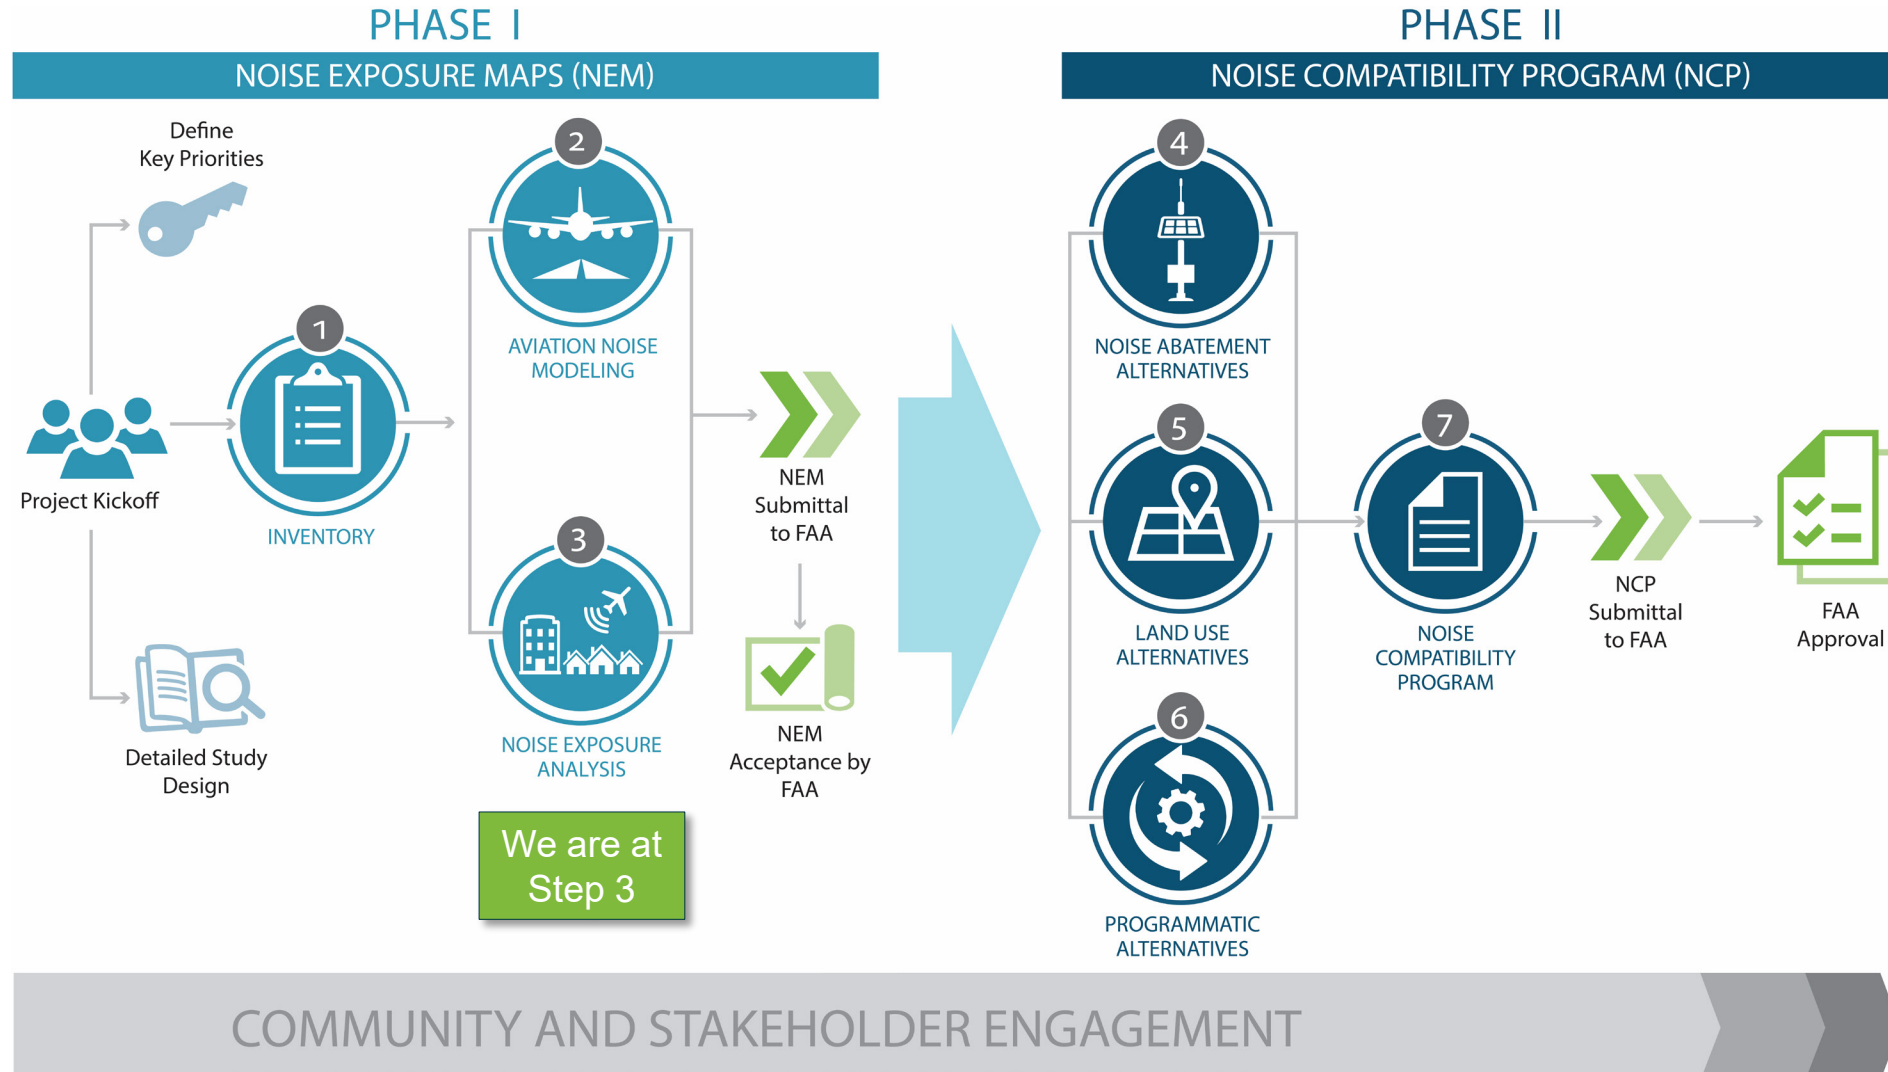 PHASE I
NOISE EXPOSURE MAPS (NEM)
Define
Key Priorities
1
INVENTORY
Project Kickoff
Detailed Study
Design
2
AVIATION NOISE
MODELING
3
NOISE EXPOSURE
ANALYSIS
We are at
Step 3
NEM
Submittal
to FAA
NEM
Acceptance by
FAA
PHASE II
NOISE COMPATIBILITY PROGRAM (NCP)
4
NOISE ABATEMENT
ALTERNATIVES
5
LAND USE
ALTERNATIVES
6
PROGRAMMATIC
ALTERNATIVES
7
NOISE
COMPATIBILITY
PROGRAM
NCP
Submittal
to FAA
FAA
Approval
COMMUNITY AND STAKEHOLDER ENGAGEMENT